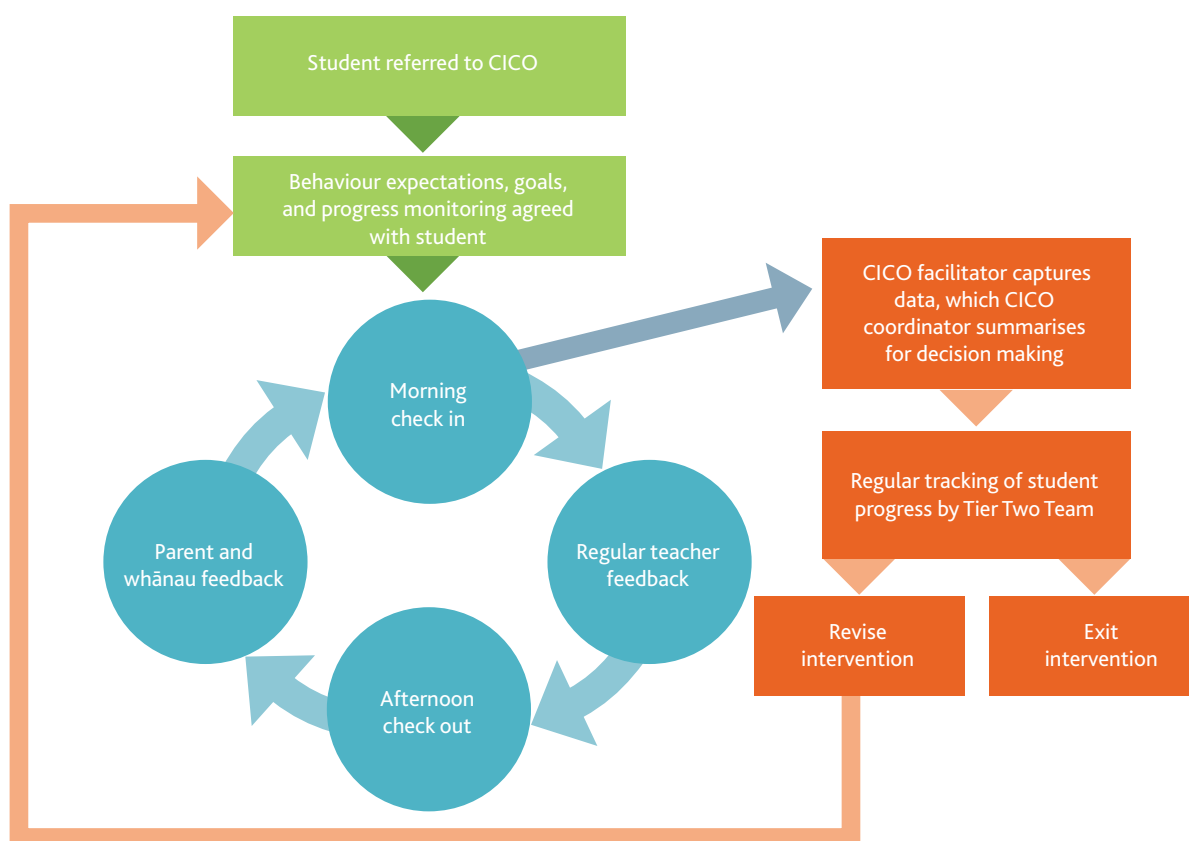 Student referred to CICO
Behaviour expectations, goals,
and progress monitoring agreed
with student
CICO facilitator captures
data, which CICO
coordinator summarises
for decision making
Morning
check in
Regular tracking of student
progress by Tier Two Team
Parent and
whānau feedback
Regular teacher
feedback
Revise
intervention
Exit
intervention
Afternoon
check out